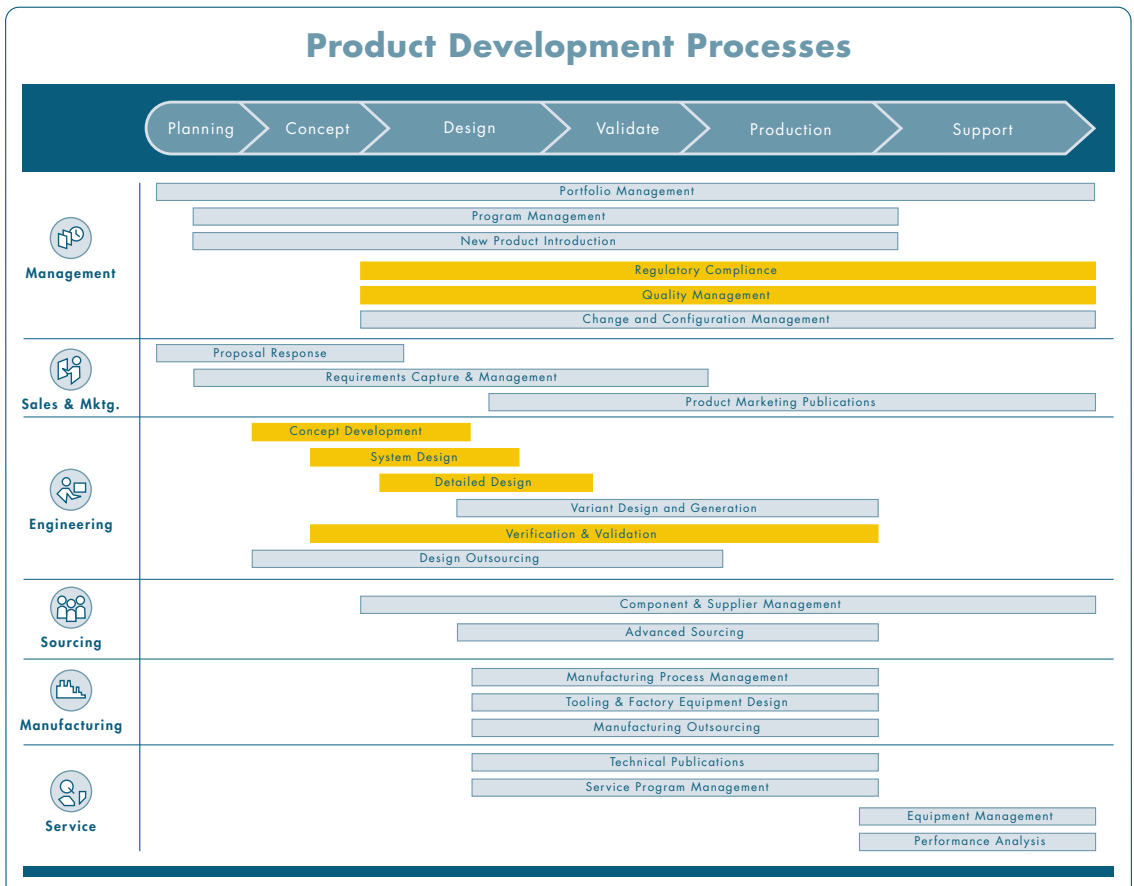 Product Development Processes
Planning
Concept
Design
Validate
Production
Support
Management
Portfolio Management
Program Management
New Product Introduction
Regulatory Compliance
Quality Management
Change and Configuration Management
Sales & Mktg.
Proposal Response
Requirements Capture & Management
Product Marketing Publications
Engineering
Concept Development
System Design
Detailed Design
Variant Design and Generation
Verification & Validation
Design Outsourcing
Sourcing
Component & Supplier Management
Advanced Sourcing
Manufacturing
Manufacturing Process Management
Tooling & Factory Equipment Design
Manufacturing Outsourcing
Service
Technical Publications
Service Program Management
Equipment Management
Performance Analysis